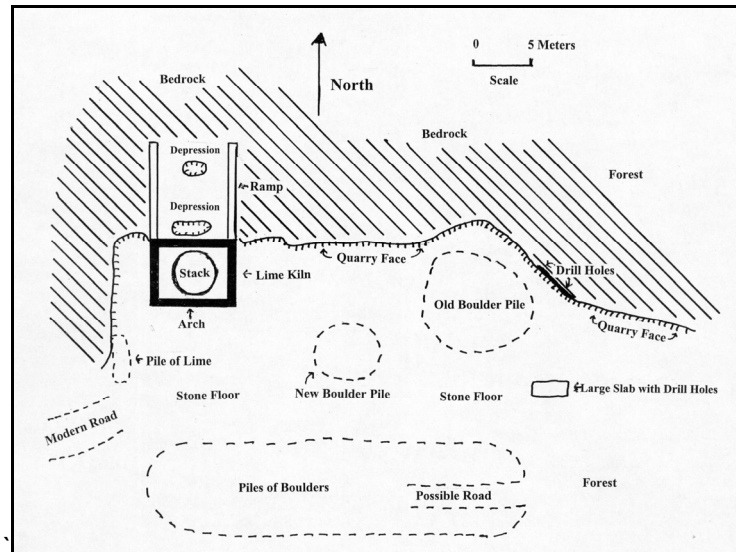 0 5 Meters
Scale
North
Bedrock
Bedrock
Depression
Forest
Ramp
Depression
Quarry Face
Drill Holes
Stack
Lime Kiln
Old Boulder Pile
Arch
Quarry Face
Pile of Lime
New Boulder Pile
Stone Floor
Stone Floor
Large Slab with Drill Holes
Modern Road
Piles of Boulders
Possible Road
Forest